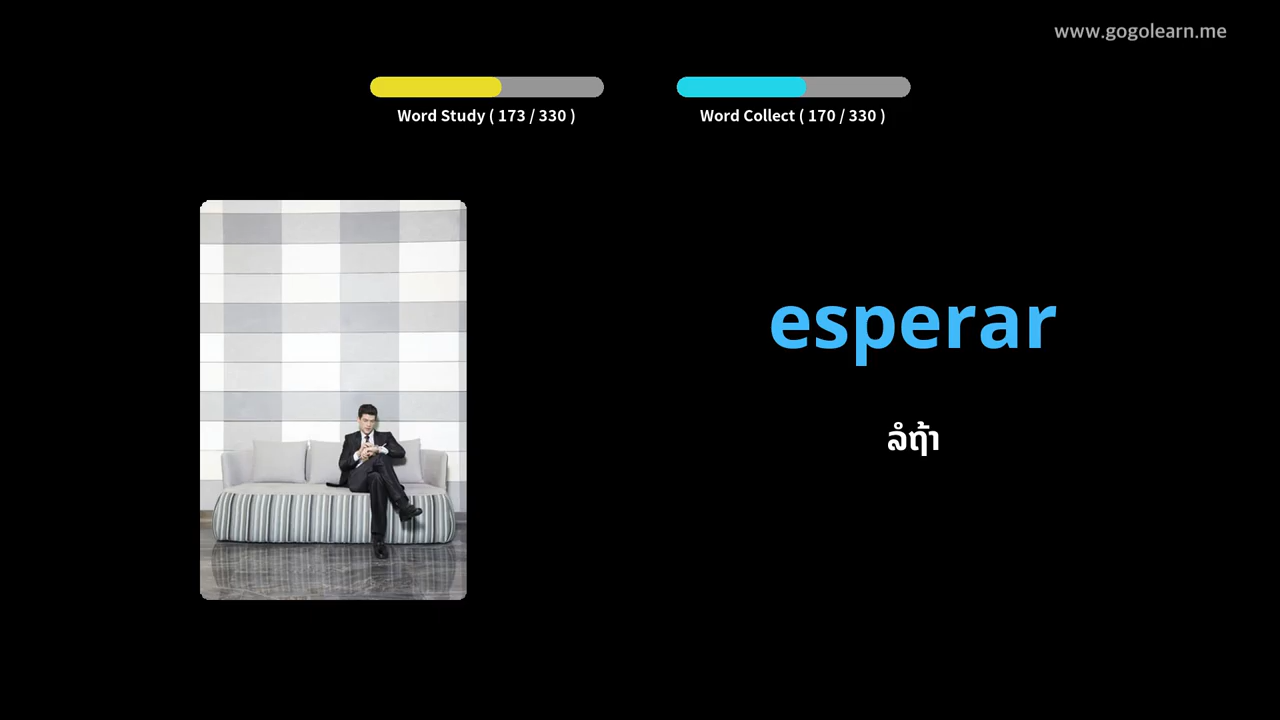 www.gogolearn.me
Word Study ( 173 / 330 )
Word Collect ( 170 / 330 )
esperar
ລໍຖ້າ